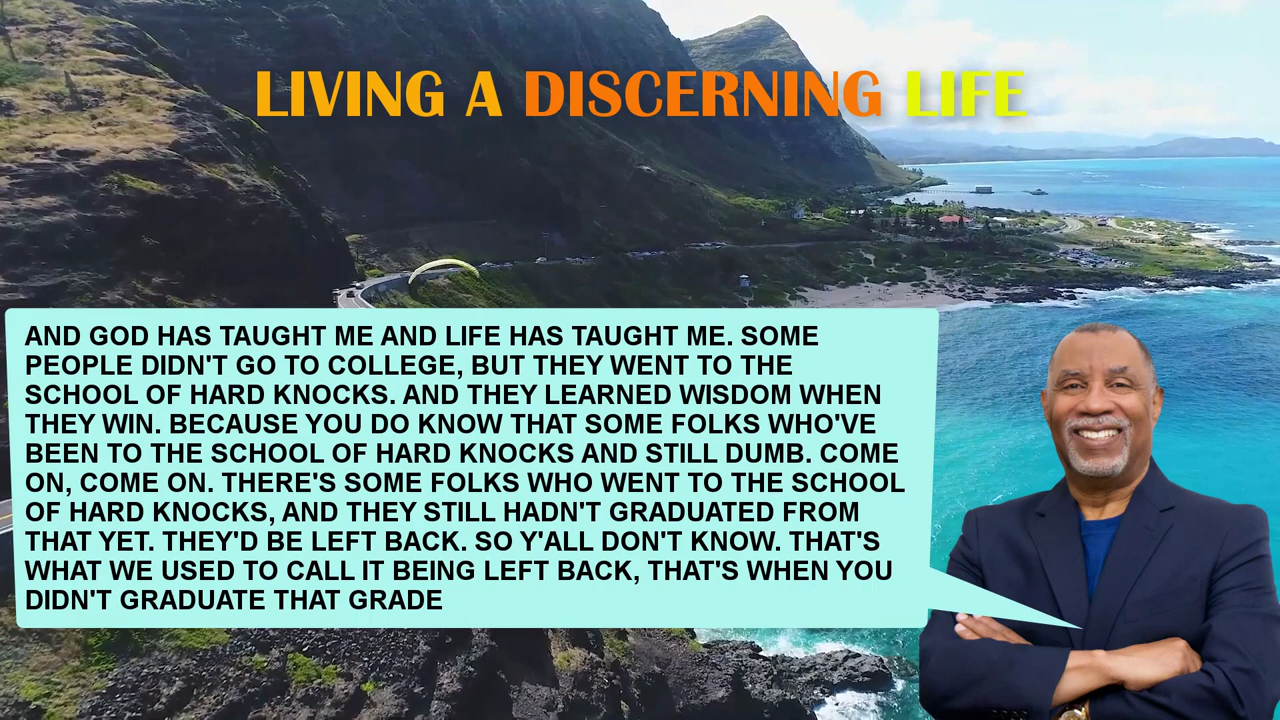 LIVING A DISCERNING LIFE
AND GOD HAS TAUGHT ME AND LIFE HAS TAUGHT ME. SOME
PEOPLE DIDN'T GO TO COLLEGE, BUT THEY WENT TO THE
SCHOOL OF HARD KNOCKS. AND THEY LEARNED WISDOM WHEN
THEY WIN. BECAUSE YOU DO KNOW THAT SOME FOLKS WHO'VE
BEEN TO THE SCHOOL OF HARD KNOCKS AND STILL DUMB. COME
ON, COME ON. THERE'S SOME FOLKS WHO WENT TO THE SCHOOL
OF HARD KNOCKS, AND THEY STILL HADN'T GRADUATED FROM
THAT YET. THEY'D BE LEFT BACK. SO Y'ALL DON'T KNOW. THAT'S
WHAT WE USED TO CALL IT BEING LEFT BACK, THAT'S WHEN YOU
DIDN'T GRADUATE THAT GRADE